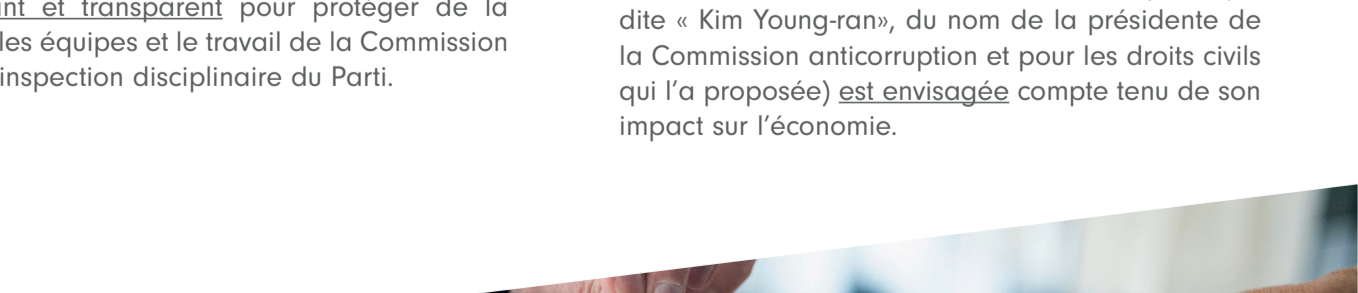 ant et transparent pour protéger de la
les équipes et le travail de la Commission
inspection disciplinaire du Parti.
dite « Kim Young-ran», du nom de la présidente de
la Commission anticorruption et pour les droits civils
qui l’a proposée) est envisagée compte tenu de son
impact sur l’économie.